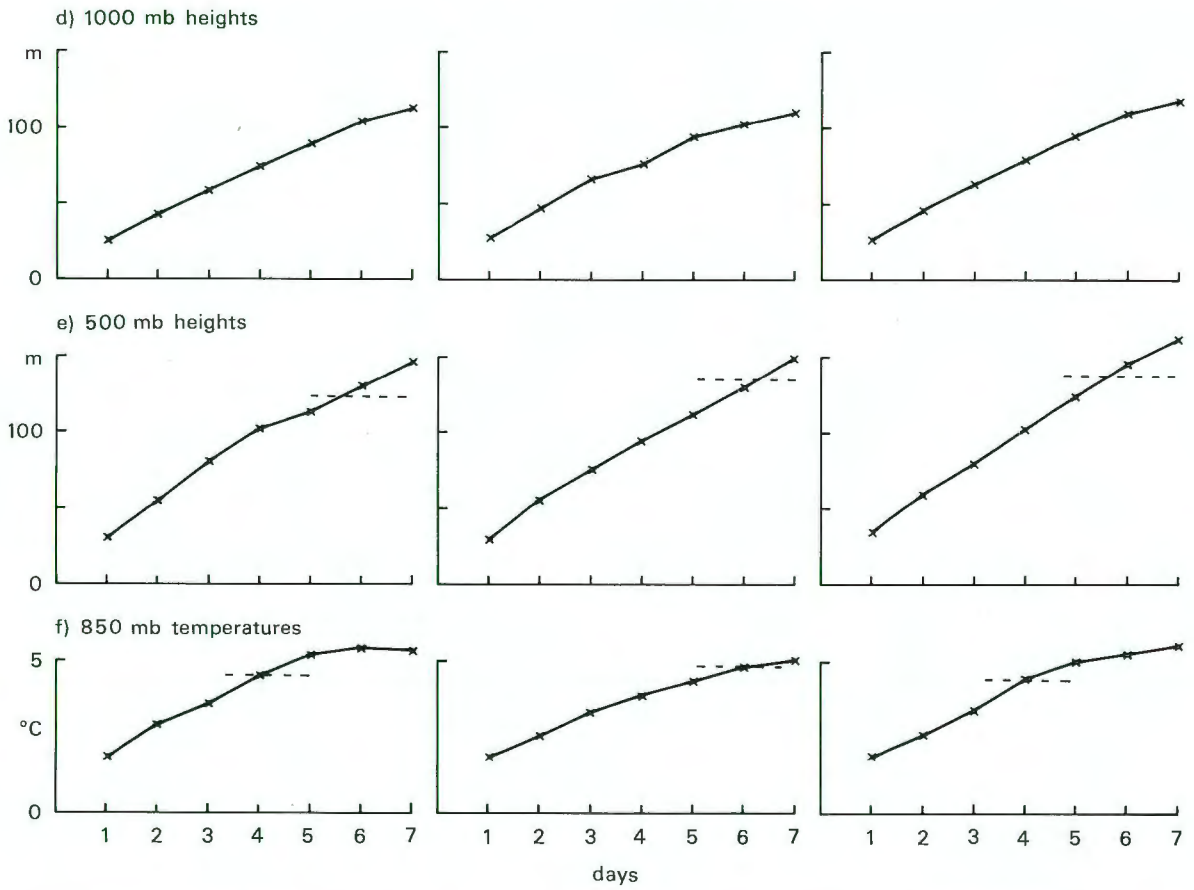 d) 1000 mb heights
m
100
0
e) 500 mb heights
m
100
0
f) 850 mb temperatures
5
°C
0
1 2 3 4 5 6 7 1 2 3 4 5 6 7 1 2 3 4 5 6 7
days